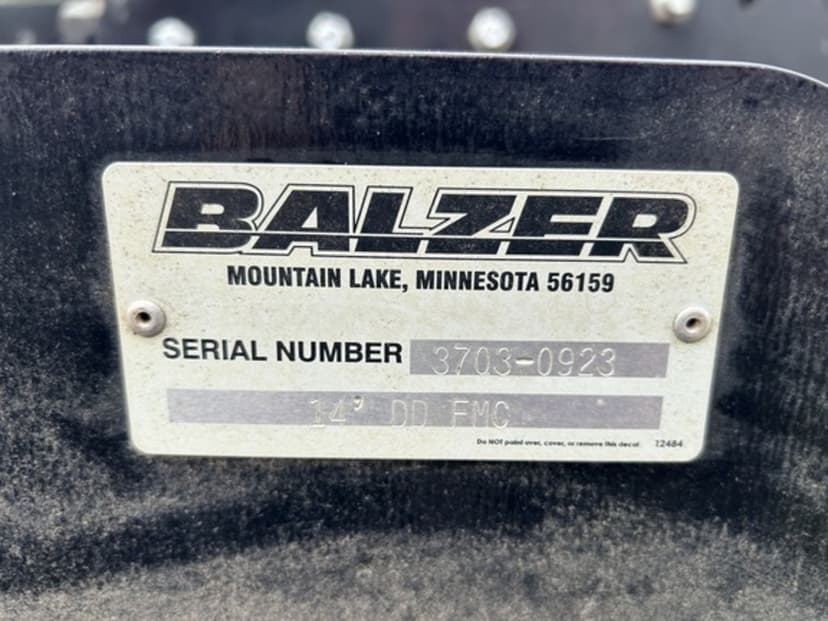 BALZER
MOUNTAIN LAKE, MINNESOTA 56159
SERIAL NUMBER 3703-0923
14' DD FMC
Do NOT paint over, cover, or remove this decal. 12484